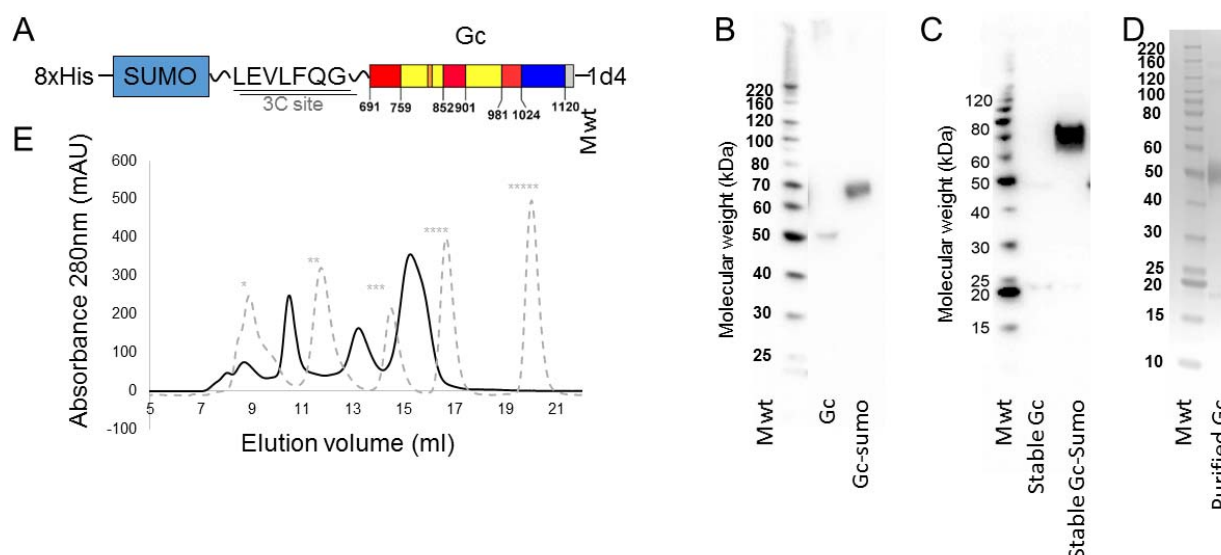 A
Gc
8xHis
SUMO
LEVLFQG
1d4
3C site
691
759
852
901
981
1024
1120
Mwt
E
Absorbance 280nm (mAU)
600
500
400
300
200
100
0
-100
5
7
9
11
13
15
17
19
21
*
**
***
****
*****
Elution volume (ml)
B
Molecular weight (kDa)
220
160
120
100
80
70
60
50
40
30
25
Mwt
Gc
Gc-sumo
C
Molecular weight (kDa)
120
80
60
50
40
30
25
20
15
Mwt
Stable Gc
Stable Gc-Sumo
D
220
160
120
100
80
60
50
40
30
25
20
15
10
Mwt
Purified Gc